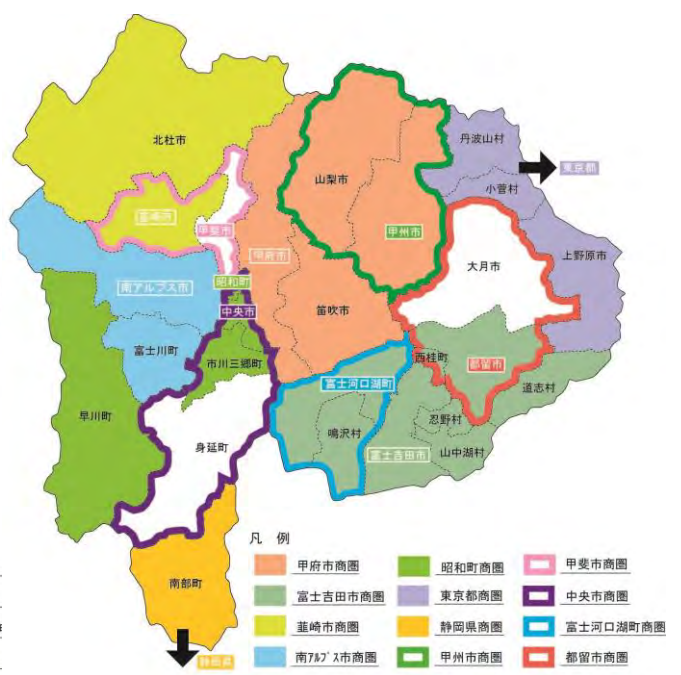 北杜市
丹波山村
東京都
山梨市
小菅村
韮崎市
甲斐市
甲州市
甲府市
上野原市
大月市
昭和町
南アルプス市
中央市
笛吹市
富士川町
市川三郷町
西桂町
都留市
富士河口湖町
道志村
早川町
忍野村
鳴沢村
身延町
富士吉田市
山中湖村
凡 例
甲府市商圏
昭和町商圏
甲斐市商圏
南部町
富士吉田市商圏
東京都商圏
中央市商圏
韮崎市商圏
静岡県商圏
富士河口湖町商圏
静岡県
南ｱﾙﾌﾟｽ市商圏
甲州市商圏
都留市商圏